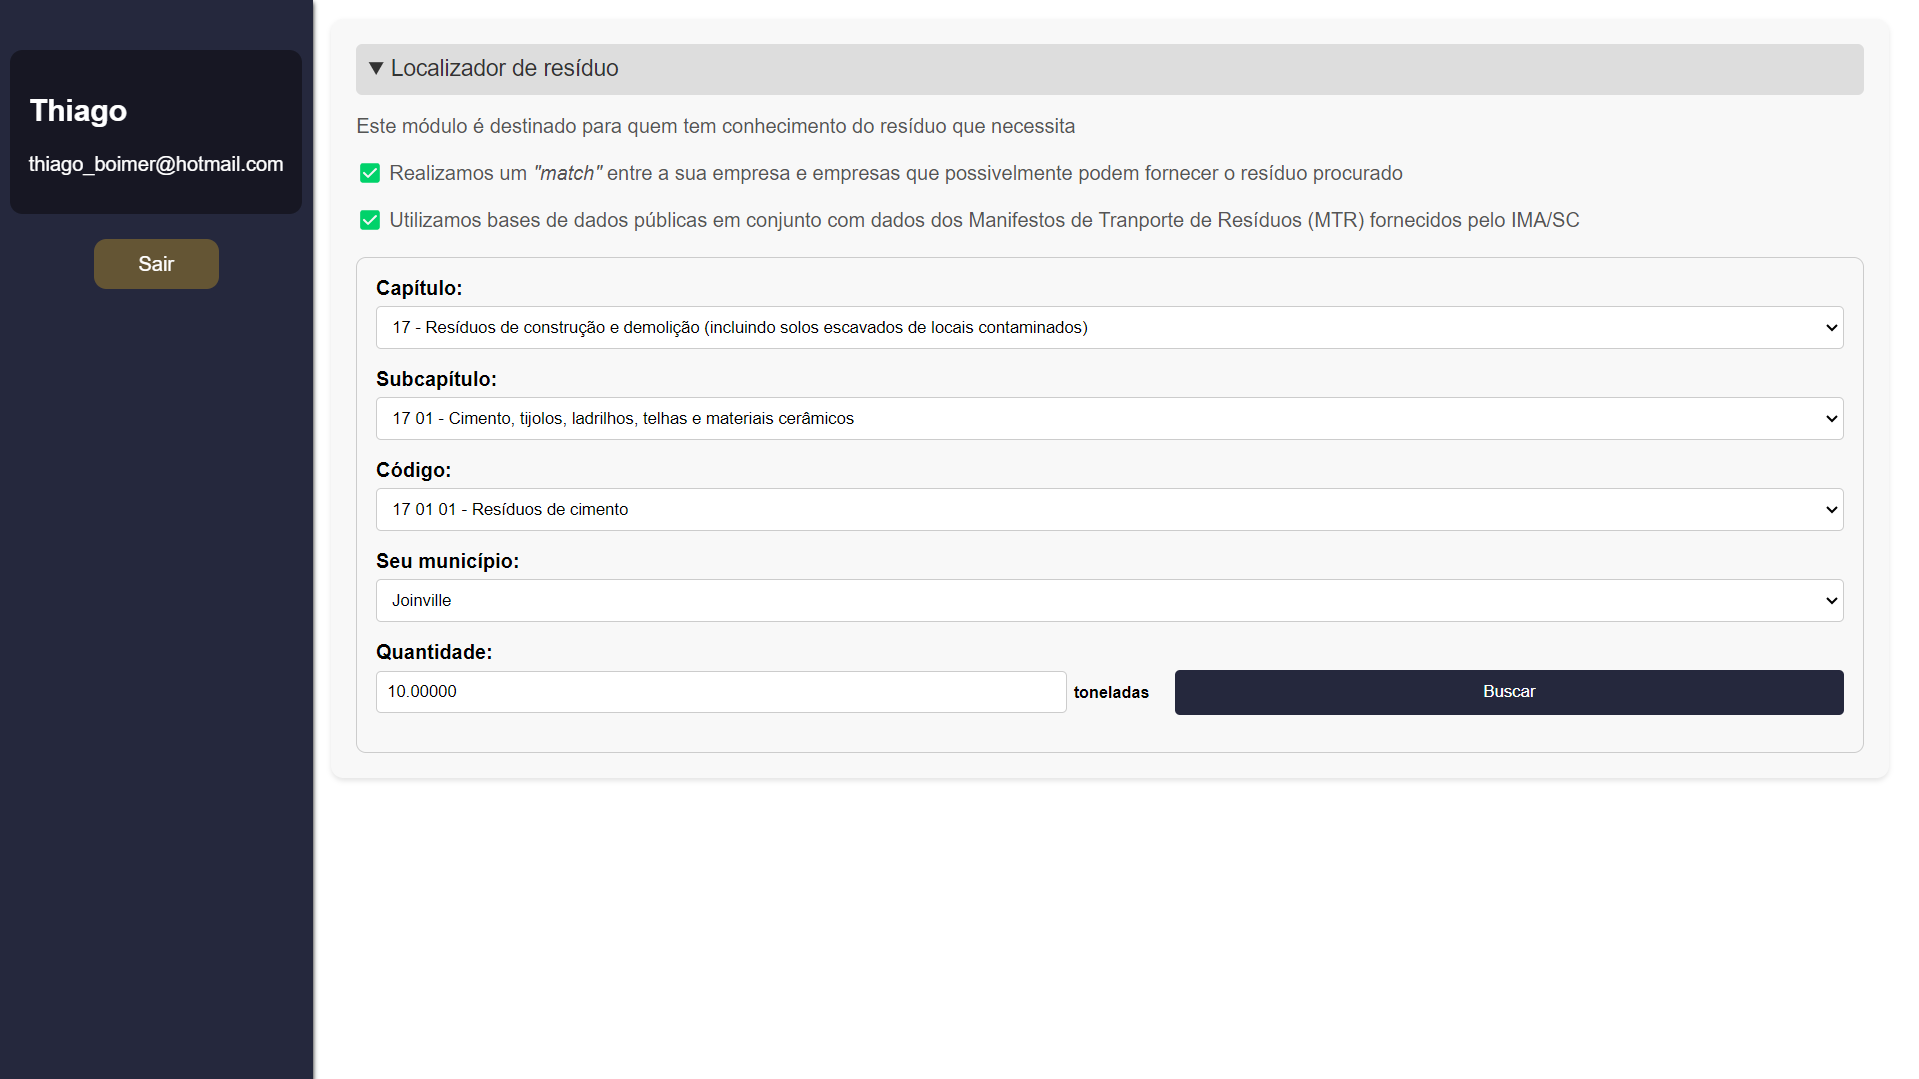 Thiago
thiago_boimer@hotmail.com
Sair
▼ Localizador de resíduo
Este módulo é destinado para quem tem conhecimento do resíduo que necessita
Realizamos um "match" entre a sua empresa e empresas que possivelmente podem fornecer o resíduo procurado
Utilizamos bases de dados públicas em conjunto com dados dos Manifestos de Tranporte de Resíduos (MTR) fornecidos pelo IMA/SC
Capítulo:
17 - Resíduos de construção e demolição (incluindo solos escavados de locais contaminados)
Subcapítulo:
17 01 - Cimento, tijolos, ladrilhos, telhas e materiais cerâmicos
Código:
17 01 01 - Resíduos de cimento
Seu município:
Joinville
Quantidade:
10.00000 toneladas Buscar